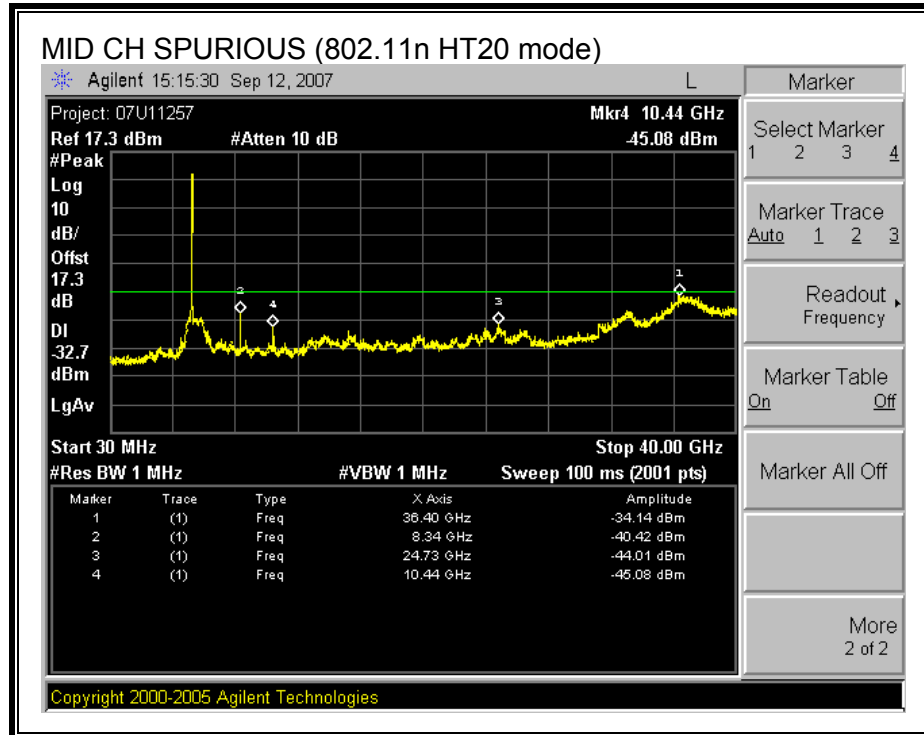 MID CH SPURIOUS (802.11n HT20 mode)
Agilent 15:15:30 Sep 12, 2007 L
Project: 07U11257 Mkr4 10.44 GHz
Ref 17.3 dBm #Atten 10 dB -45.08 dBm
#Peak
Log
10
dB/
Offst
17.3
dB
DI
-32.7
dBm
LgAv
1
2
3
4
Start 30 MHz Stop 40.00 GHz
#Res BW 1 MHz #VBW 1 MHz Sweep 100 ms (2001 pts)
Marker Trace Type X Axis Amplitude
1 (1) Freq 36.40 GHz -34.14 dBm
2 (1) Freq 8.34 GHz -40.42 dBm
3 (1) Freq 24.73 GHz -44.01 dBm
4 (1) Freq 10.44 GHz -45.08 dBm
Marker
Select Marker
1 2 3 4
Marker Trace
Auto 1 2 3
Readout
Frequency
Marker Table
On Off
Marker All Off
More
2 of 2
Copyright 2000-2005 Agilent Technologies